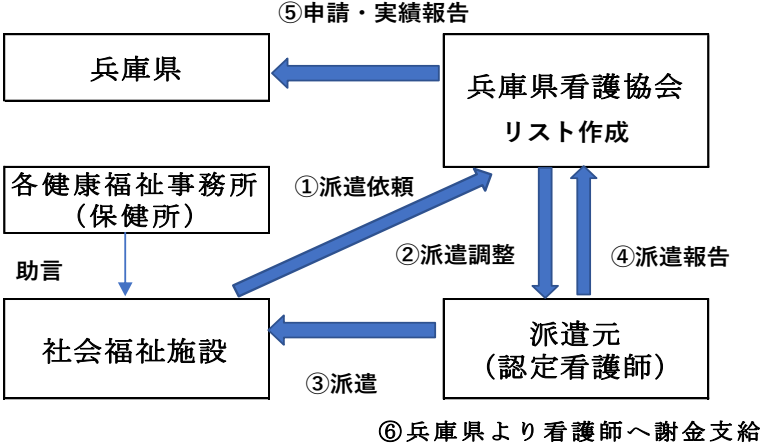 ⑤申請・実績報告
兵庫県
兵庫県看護協会
リスト作成
各健康福祉事務所
（保健所）
①派遣依頼
②派遣調整
④派遣報告
助言
社会福祉施設
派遣元
（認定看護師）
③派遣
⑥兵庫県より看護師へ謝金支給